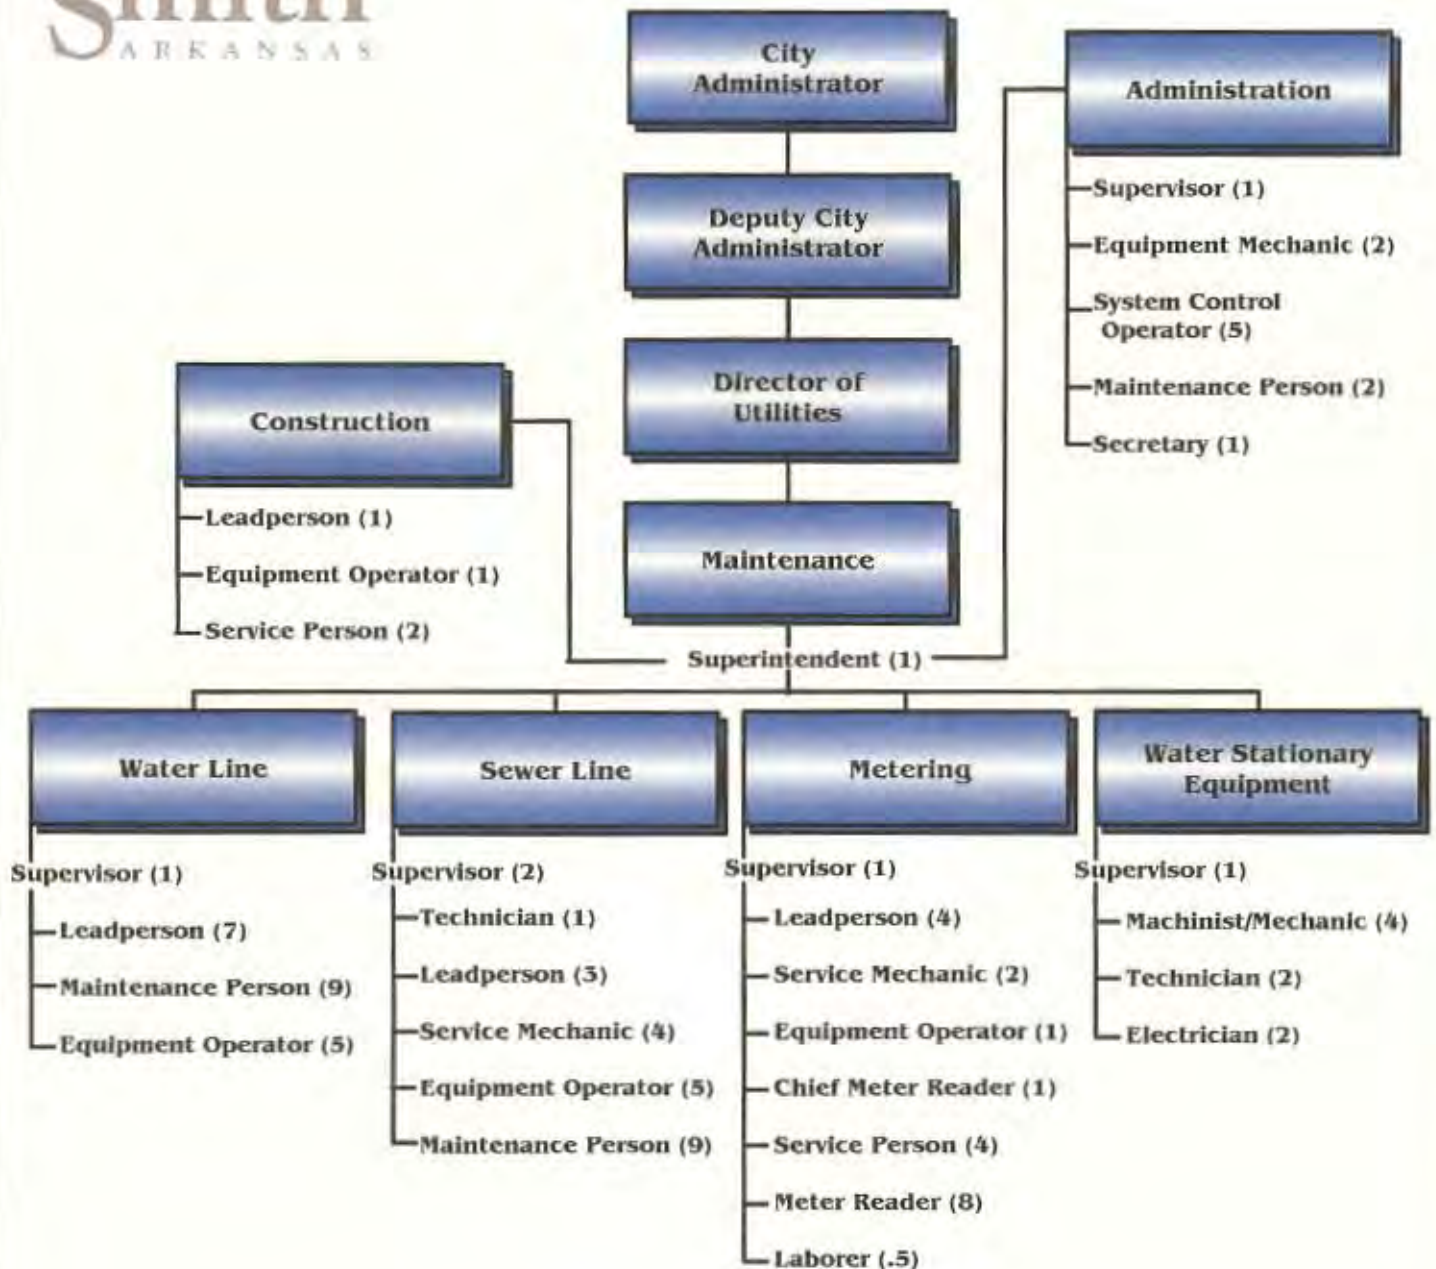 Smith
ARKANSAS
City
Administrator
Deputy City
Administrator
Director of
Utilities
Maintenance
Superintendent (1)
Administration
Supervisor (1)
Equipment Mechanic (2)
System Control
Operator (5)
Maintenance Person (2)
Secretary (1)
Construction
Leadperson (1)
Equipment Operator (1)
Service Person (2)
Water Line
Supervisor (1)
Leadperson (7)
Maintenance Person (9)
Equipment Operator (5)
Sewer Line
Supervisor (2)
Technician (1)
Leadperson (3)
Service Mechanic (4)
Equipment Operator (5)
Maintenance Person (9)
Metering
Supervisor (1)
Leadperson (4)
Service Mechanic (2)
Equipment Operator (1)
Chief Meter Reader (1)
Service Person (4)
Meter Reader (8)
Laborer (.5)
Water Stationary
Equipment
Supervisor (1)
Machinist/Mechanic (4)
Technician (2)
Electrician (2)